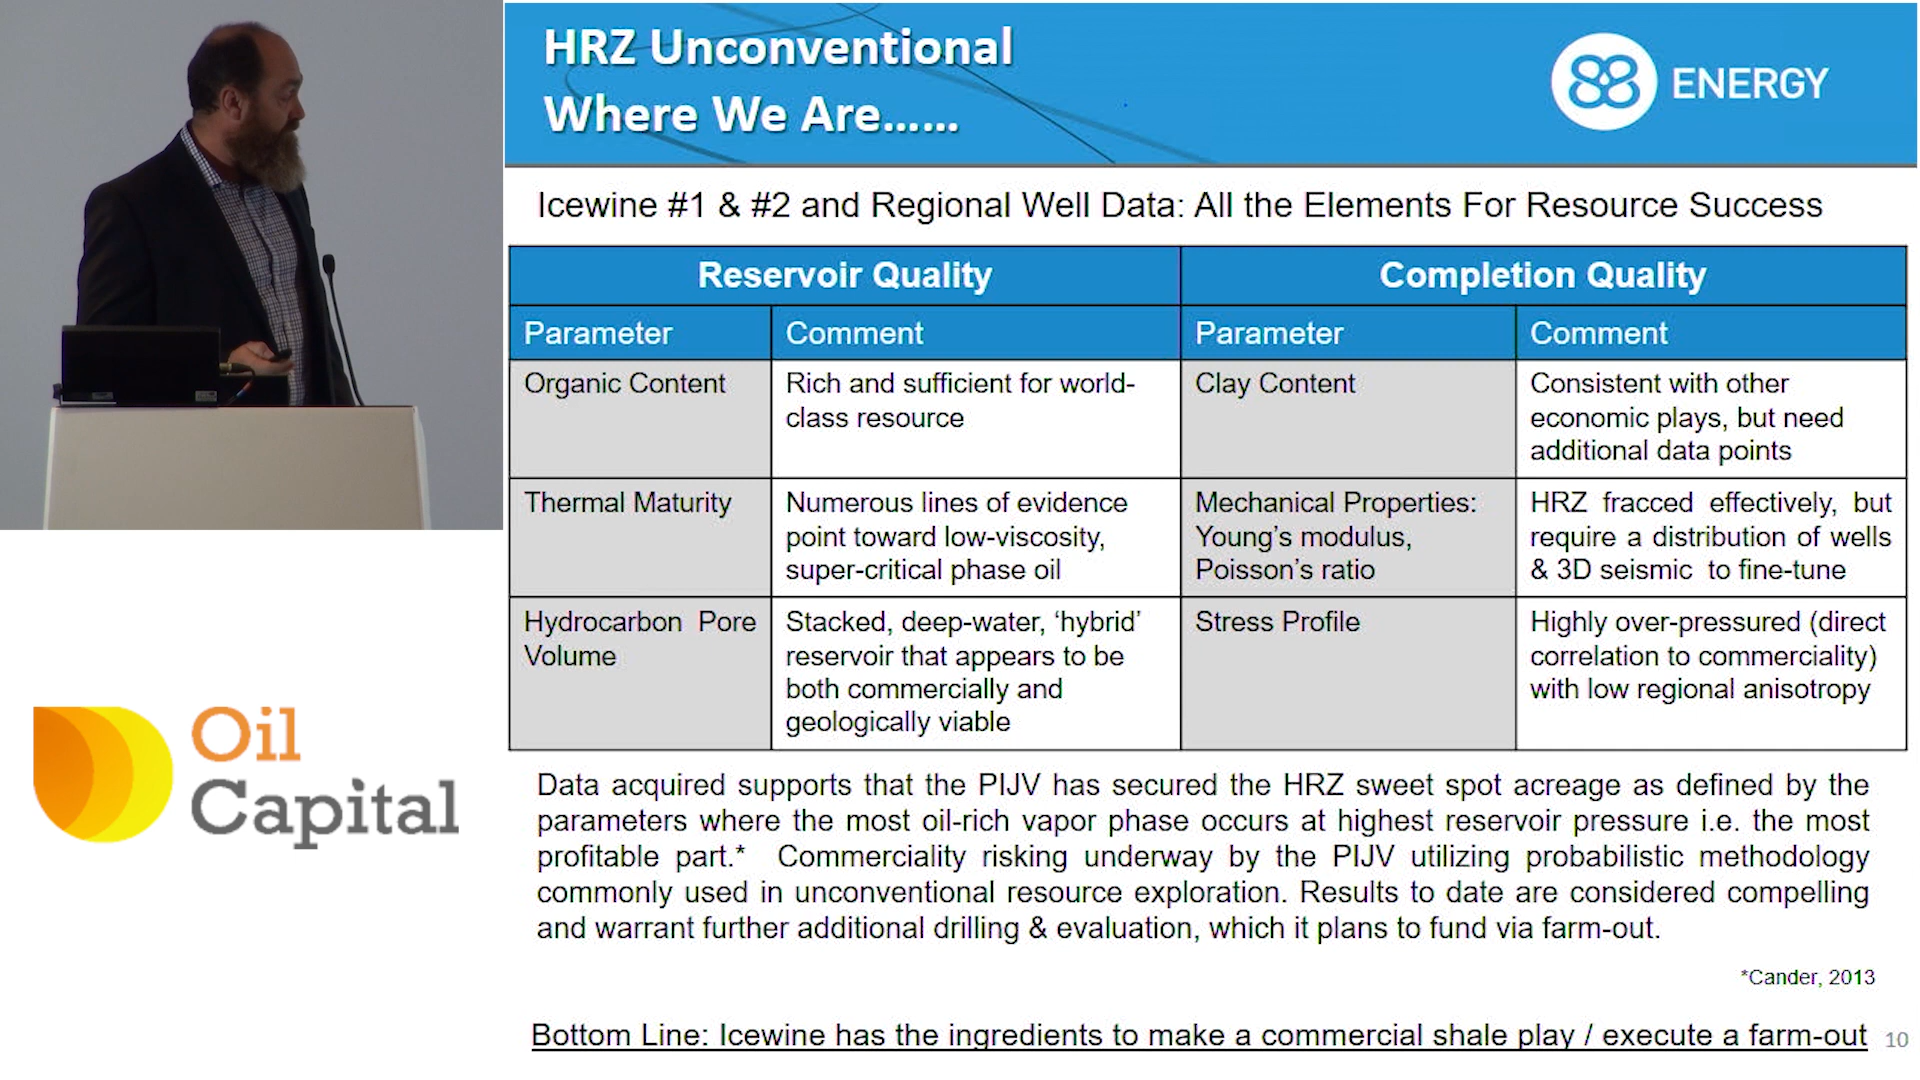 HRZ Unconventional
Where We Are......
88 ENERGY
Icewine #1 & #2 and Regional Well Data: All the Elements For Resource Success
Reservoir Quality
Completion Quality
Parameter
Comment
Parameter
Comment
Organic Content
Rich and sufficient for world-
class resource
Clay Content
Consistent with other
economic plays, but need
additional data points
Thermal Maturity
Numerous lines of evidence
point toward low-viscosity,
super-critical phase oil
Mechanical Properties:
Young’s modulus,
Poisson’s ratio
HRZ fracced effectively, but
require a distribution of wells
& 3D seismic to fine-tune
Hydrocarbon Pore
Volume
Stacked, deep-water, ‘hybrid’
reservoir that appears to be
both commercially and
geologically viable
Stress Profile
Highly over-pressured (direct
correlation to commerciality)
with low regional anisotropy
Data acquired supports that the PIJV has secured the HRZ sweet spot acreage as defined by the
parameters where the most oil-rich vapor phase occurs at highest reservoir pressure i.e. the most
profitable part.* Commerciality risking underway by the PIJV utilizing probabilistic methodology
commonly used in unconventional resource exploration. Results to date are considered compelling
and warrant further additional drilling & evaluation, which it plans to fund via farm-out.
*Cander, 2013
Bottom Line: Icewine has the ingredients to make a commercial shale play / execute a farm-out
10
Oil
Capital